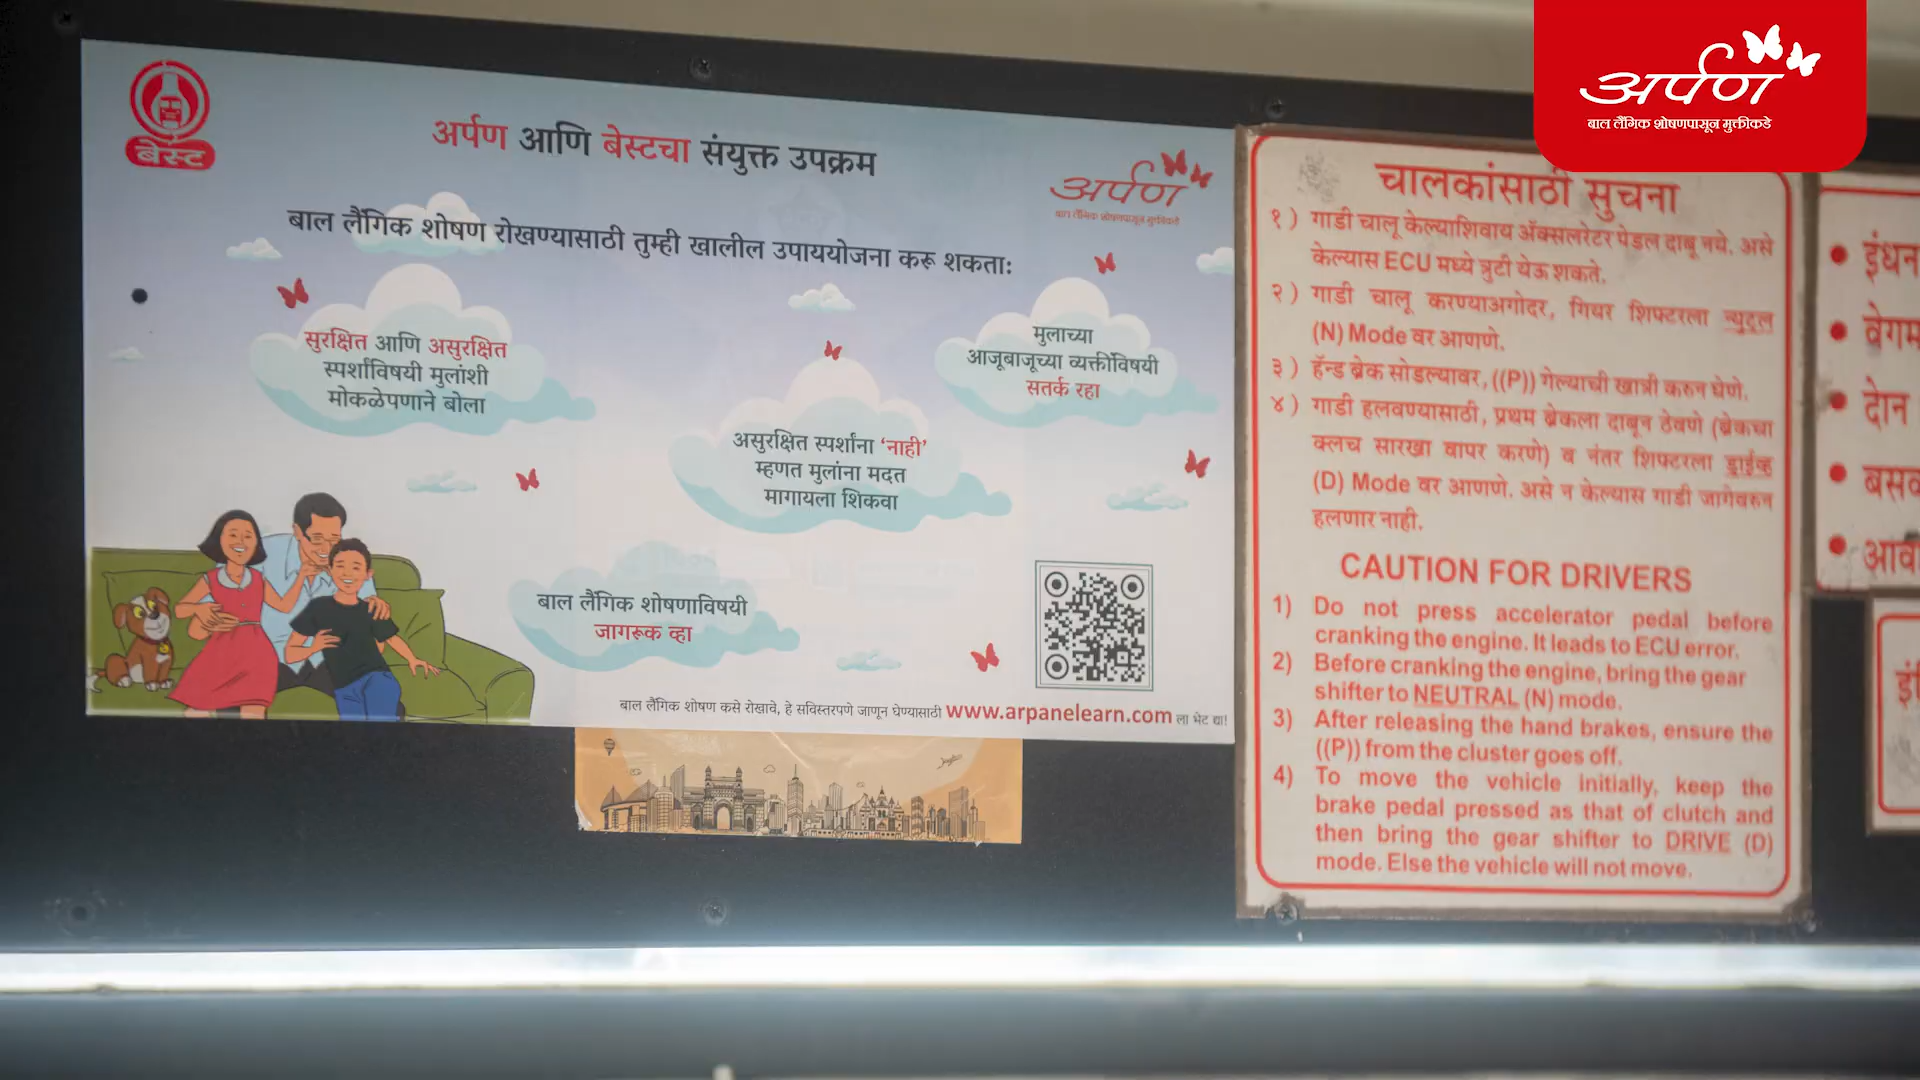 बेस्ट
अर्पण आणि बेस्टचा संयुक्त उपक्रम
अर्पण
बाल लैंगिक शोषणापासून मुक्तीकडे
बाल लैंगिक शोषण रोखण्यासाठी तुम्ही खालील उपाययोजना करू शकता:
सुरक्षित आणि असुरक्षित
स्पर्शांविषयी मुलांशी
मोकळेपणाने बोला
असुरक्षित स्पर्शांना 'नाही'
म्हणत मुलांना मदत
मागायला शिकवा
मुलाच्या
आजूबाजूच्या व्यक्तींविषयी
सतर्क रहा
बाल लैंगिक शोषणाविषयी
जागरूक व्हा
बाल लैंगिक शोषण कसे रोखावे, हे सविस्तरपणे जाणून घेण्यासाठी www.arpanelearn.com ला भेट द्या!
अर्पण
बाल लैंगिक शोषणपासून मुक्तीकडे
चालकांसाठी सुचना
१) गाडी चालू केल्याशिवाय ॲक्सलरेटर पेडल दाबू नये. असे
केल्यास ECU मध्ये त्रुटी येऊ शकते.
२) गाडी चालू करण्याअगोदर, गियर शिफ्टरला न्युट्रल
(N) Mode वर आणणे.
३) हॅन्ड ब्रेक सोडल्यावर, ((P)) गेल्याची खात्री करुन घेणे.
४) गाडी हलवण्यासाठी, प्रथम ब्रेकला दाबून ठेवणे (ब्रेकचा
क्लच सारखा वापर करणे) व नंतर शिफ्टरला ड्राईव्ह
(D) Mode वर आणणे. असे न केल्यास गाडी जागेवरुन
हलणार नाही.
CAUTION FOR DRIVERS
1) Do not press accelerator pedal before
cranking the engine. It leads to ECU error.
2) Before cranking the engine, bring the gear
shifter to NEUTRAL (N) mode.
3) After releasing the hand brakes, ensure the
((P)) from the cluster goes off.
4) To move the vehicle initially, keep the
brake pedal pressed as that of clutch and
then bring the gear shifter to DRIVE (D)
mode. Else the vehicle will not move.
• इंधन
• वेगम
• दोन
• बसव
• आव